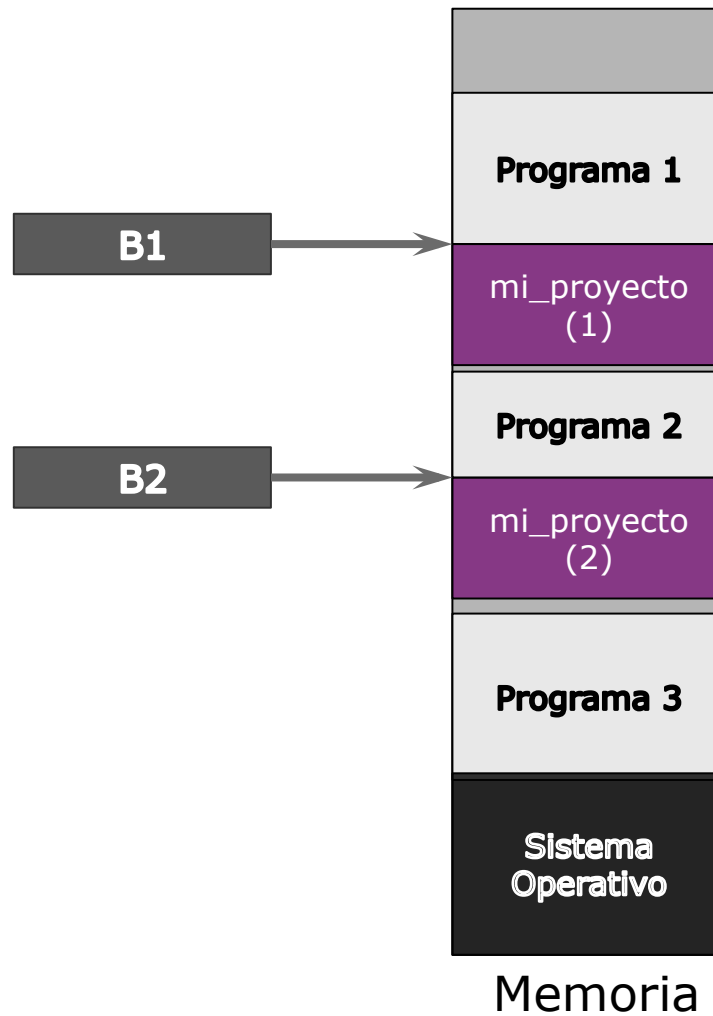 Programa 1
B1
mi_proyecto
(1)
Programa 2
B2
mi_proyecto
(2)
Programa 3
Sistema
Operativo
Memoria